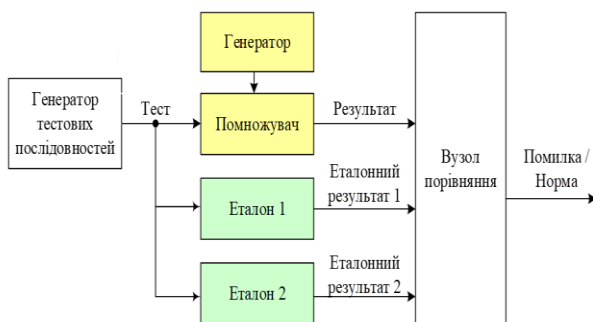 Генератор
Генератор
тестових
послідовностей
Тест
Помножувач
Результат
Еталон 1
Еталонний
результат 1
Еталон 2
Еталонний
результат 2
Вузол
порівняння
Помилка /
Норма